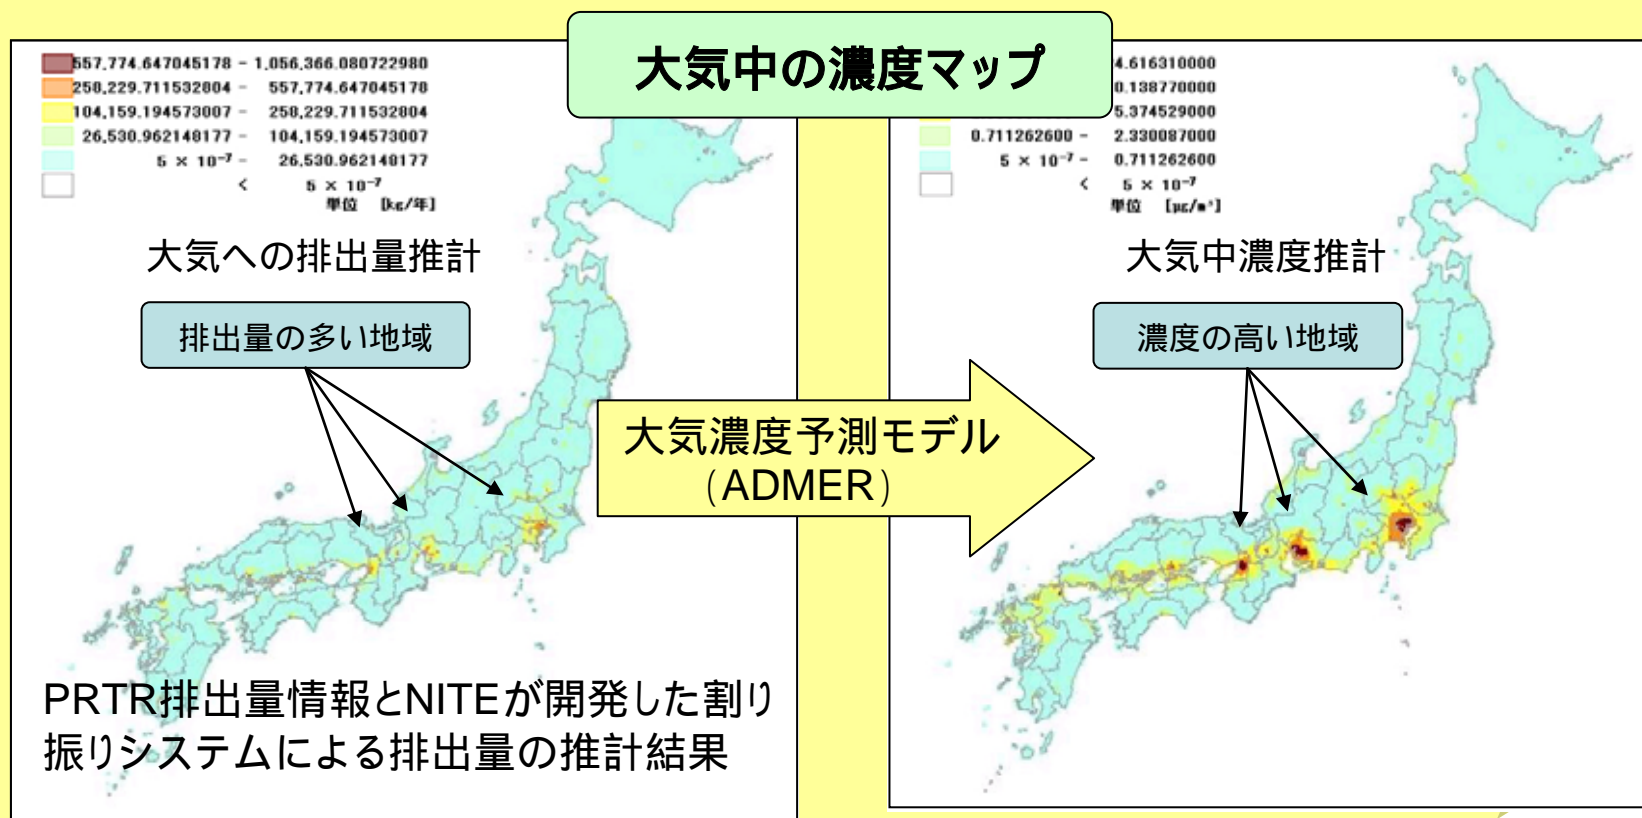 大気中の濃度マップ
557,774.647045178 - 1,056,366.080722980
258,229.711532804 - 557,774.647045178
104,159.194573007 - 258,229.711532804
26,530.962148177 - 104,159.194573007
5 × 10⁻⁷ - 26,530.962148177
< 5 × 10⁻⁷
単位 [kg/年]
大気への排出量推計
排出量の多い地域
PRTR排出量情報とNITEが開発した割り
振りシステムによる排出量の推計結果
大気濃度予測モデル
(ADMER)
4.616310000
0.138770000
5.374529000
0.711262600 - 2.330087000
5 × 10⁻⁷ - 0.711262600
< 5 × 10⁻⁷
単位 [μg/m³]
大気中濃度推計
濃度の高い地域